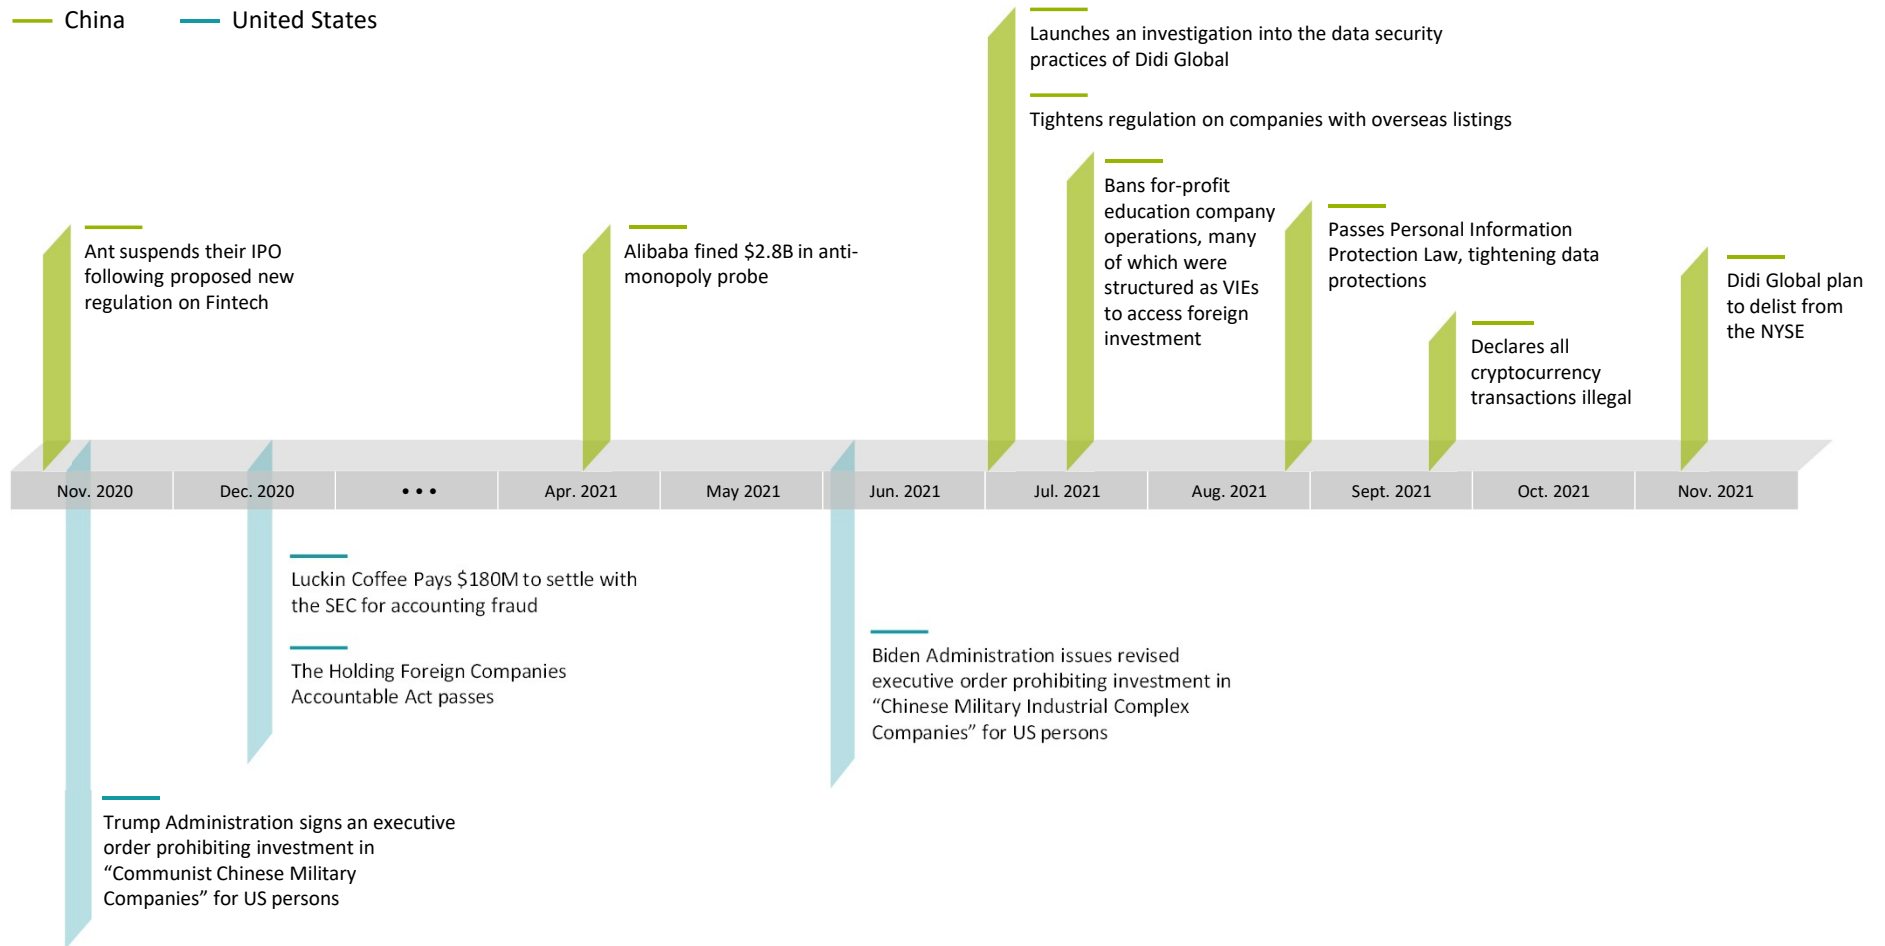 China
United States
Launches an investigation into the data security
practices of Didi Global
Tightens regulation on companies with overseas listings
Bans for-profit
education company
operations, many
of which were
structured as VIEs
to access foreign
investment
Ant suspends their IPO
following proposed new
regulation on Fintech
Alibaba fined $2.8B in anti-
monopoly probe
Passes Personal Information
Protection Law, tightening data
protections
Declares all
cryptocurrency
transactions illegal
Didi Global plan
to delist from
the NYSE
Nov. 2020
Dec. 2020
• • •
Apr. 2021
May 2021
Jun. 2021
Jul. 2021
Aug. 2021
Sept. 2021
Oct. 2021
Nov. 2021
Luckin Coffee Pays $180M to settle with
the SEC for accounting fraud
The Holding Foreign Companies
Accountable Act passes
Biden Administration issues revised
executive order prohibiting investment in
“Chinese Military Industrial Complex
Companies” for US persons
Trump Administration signs an executive
order prohibiting investment in
“Communist Chinese Military
Companies” for US persons